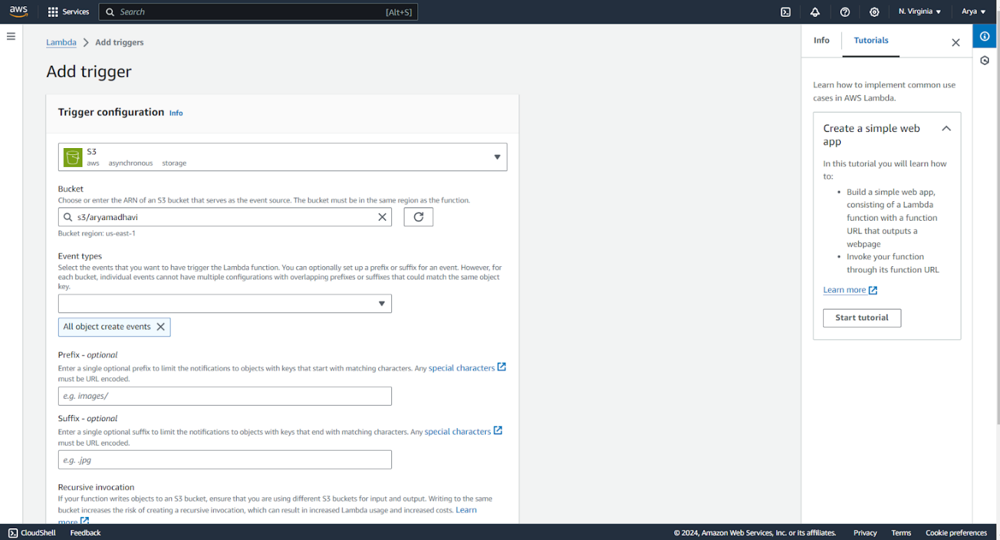 aws
Services
Search
[Alt+S]
N. Virginia
Arya
Lambda
Add triggers
Add trigger
Trigger configuration Info
S3
aws asynchronous storage
Bucket
Choose or enter the ARN of an S3 bucket that serves as the event source. The bucket must be in the same region as the function.
s3/aryamadhavi
Bucket region: us-east-1
Event types
Select the events that you want to have trigger the Lambda function. You can optionally set up a prefix or suffix for an event. However, for
each bucket, individual events cannot have multiple configurations with overlapping prefixes or suffixes that could match the same object
key.
All object create events
Prefix - optional
Enter a single optional prefix to limit the notifications to objects with keys that start with matching characters. Any special characters
must be URL encoded.
e.g. images/
Suffix - optional
Enter a single optional suffix to limit the notifications to objects with keys that end with matching characters. Any special characters
must be URL encoded.
e.g. .jpg
Recursive invocation
If your function writes objects to an S3 bucket, ensure that you are using different S3 buckets for input and output. Writing to the same
bucket increases the risk of creating a recursive invocation, which can result in increased Lambda usage and increased costs. Learn
more
Info
Tutorials
Learn how to implement common use
cases in AWS Lambda.
Create a simple web
app
In this tutorial you will learn how
to:
• Build a simple web app,
consisting of a Lambda
function with a function
URL that outputs a
webpage
• Invoke your function
through its function URL
Learn more
Start tutorial
CloudShell
Feedback
© 2024, Amazon Web Services, Inc. or its affiliates.
Privacy
Terms
Cookie preferences